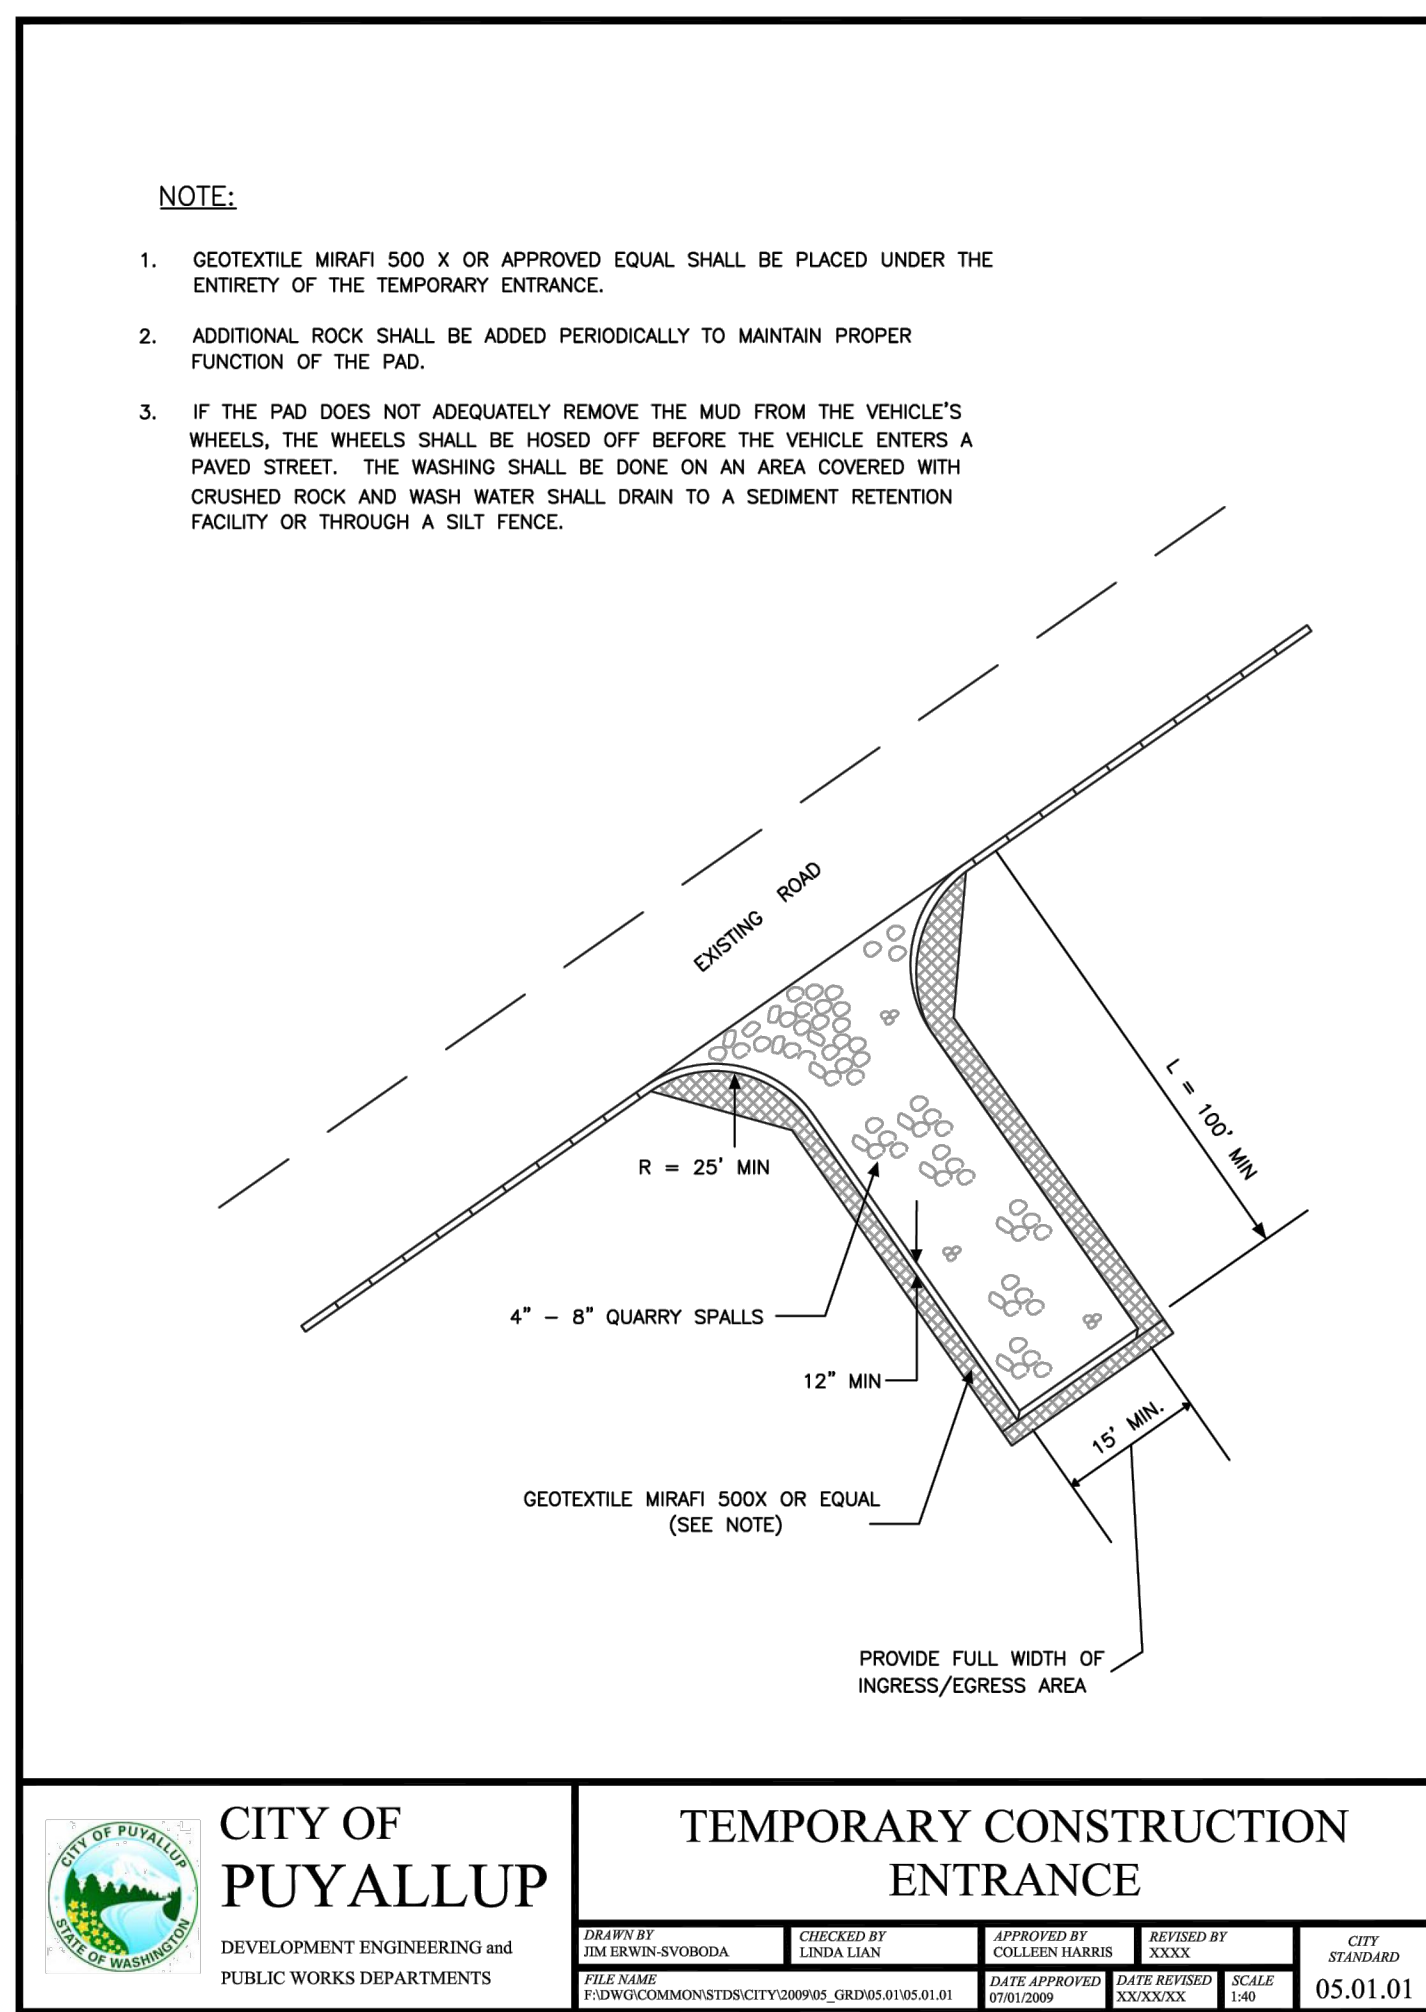 NOTE:
1. GEOTEXTILE MIRAFI 500 X OR APPROVED EQUAL SHALL BE PLACED UNDER THE
ENTIRETY OF THE TEMPORARY ENTRANCE.
2. ADDITIONAL ROCK SHALL BE ADDED PERIODICALLY TO MAINTAIN PROPER
FUNCTION OF THE PAD.
3. IF THE PAD DOES NOT ADEQUATELY REMOVE THE MUD FROM THE VEHICLE'S
WHEELS, THE WHEELS SHALL BE HOSED OFF BEFORE THE VEHICLE ENTERS A
PAVED STREET. THE WASHING SHALL BE DONE ON AN AREA COVERED WITH
CRUSHED ROCK AND WASH WATER SHALL DRAIN TO A SEDIMENT RETENTION
FACILITY OR THROUGH A SILT FENCE.
EXISTING ROAD
L = 100' MIN
R = 25' MIN
4" – 8" QUARRY SPALLS
12" MIN
15' MIN.
GEOTEXTILE MIRAFI 500X OR EQUAL
(SEE NOTE)
PROVIDE FULL WIDTH OF
INGRESS/EGRESS AREA
CITY OF PUYALLUP
STATE OF WASHINGTON
CITY OF
PUYALLUP
DEVELOPMENT ENGINEERING and
PUBLIC WORKS DEPARTMENTS
TEMPORARY CONSTRUCTION
ENTRANCE
DRAWN BY
JIM ERWIN-SVOBODA
CHECKED BY
LINDA LIAN
APPROVED BY
COLLEEN HARRIS
REVISED BY
XXXX
FILE NAME
F:\DWG\COMMON\STDS\CITY\2009\05_GRD\05.01\05.01.01
DATE APPROVED
07/01/2009
DATE REVISED
XX/XX/XX
SCALE
1:40
CITY
STANDARD
05.01.01